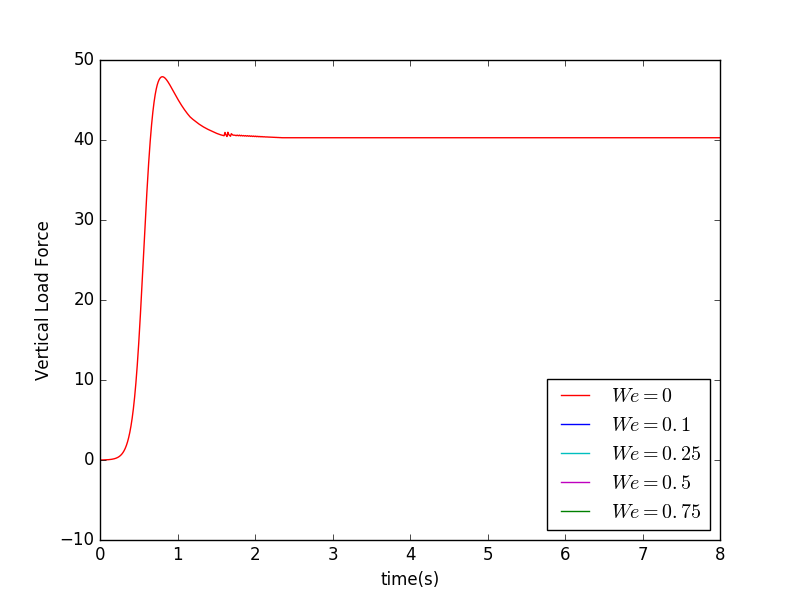 50
40
30
20
10
0
−10
Vertical Load Force
0 1 2 3 4 5 6 7 8
time(s)
We = 0
We = 0.1
We = 0.25
We = 0.5
We = 0.75